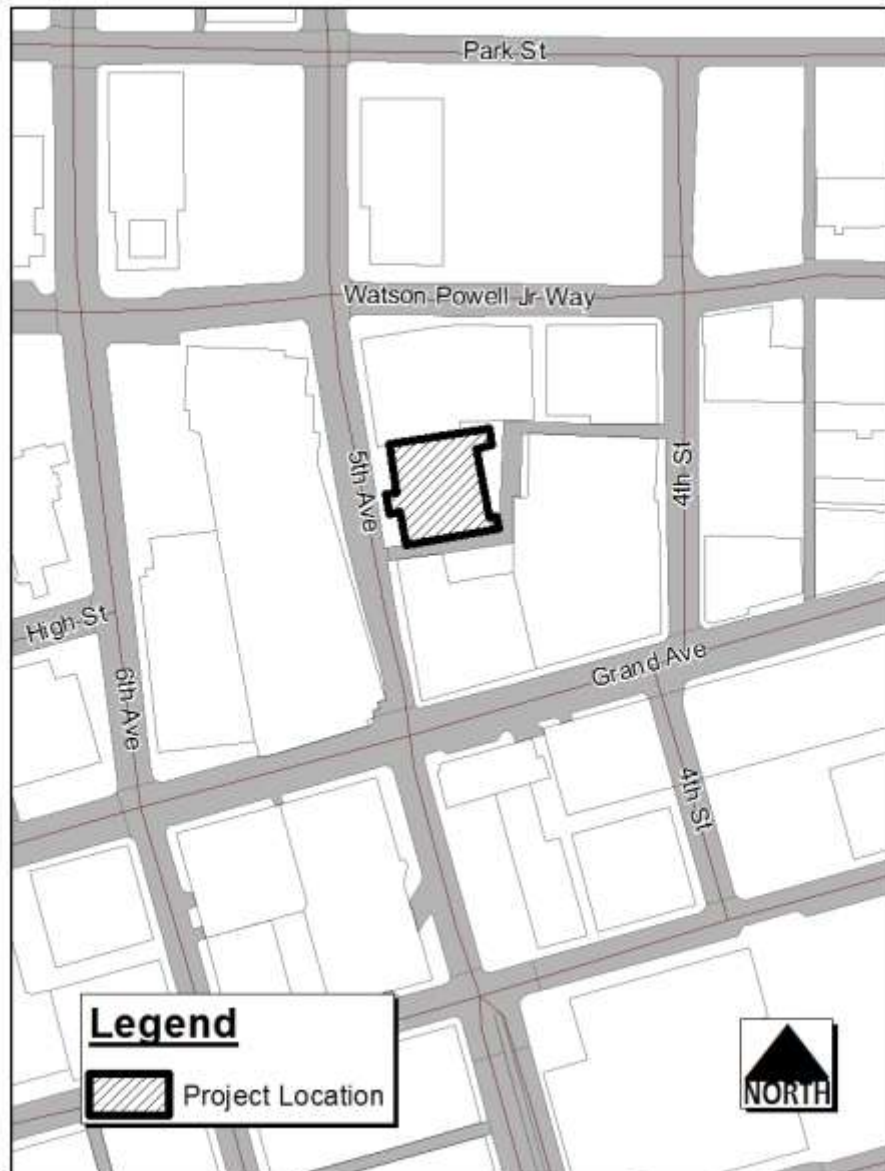 Park St
Watson Powell Jr Way
5th Ave
4th St
High St
Grand Ave
6th Ave
4th St
Legend
Project Location
NORTH